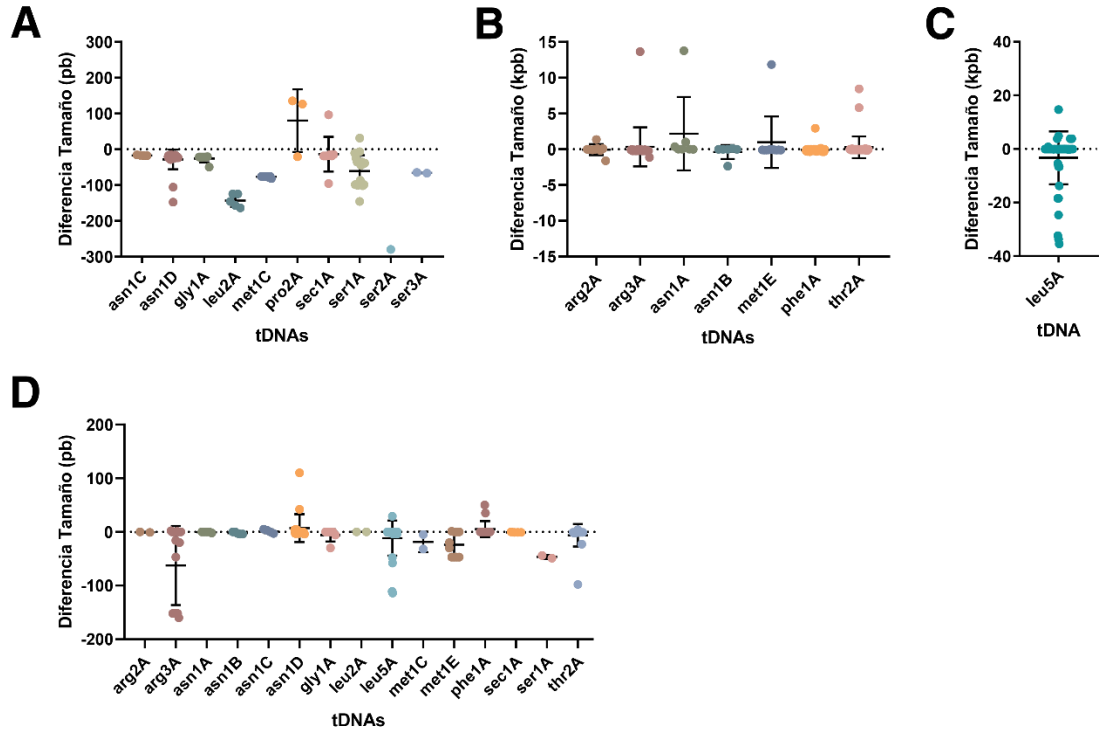 A
Diferencia Tamaño (pb)
300
200
100
0
-100
-200
-300
asn1C
asn1D
gly1A
leu2A
met1C
pro2A
sec1A
ser1A
ser2A
ser3A
tDNAs
B
Diferencia Tamaño (kpb)
15
10
5
0
-5
-10
-15
arg2A
arg3A
asn1A
asn1B
met1E
phe1A
thr2A
tDNAs
C
Diferencia Tamaño (kpb)
40
20
0
-20
-40
leu5A
tDNA
D
Diferencia Tamaño (pb)
200
100
0
-100
-200
arg2A
arg3A
asn1A
asn1B
asn1C
asn1D
gly1A
leu2A
leu5A
met1C
met1E
phe1A
sec1A
ser1A
thr2A
tDNAs